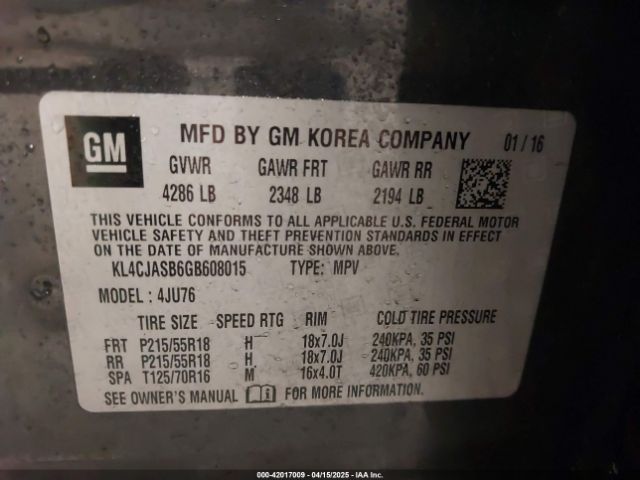 GM
MFD BY GM KOREA COMPANY 01 / 16
GVWR GAWR FRT GAWR RR
4286 LB 2348 LB 2194 LB
THIS VEHICLE CONFORMS TO ALL APPLICABLE U.S. FEDERAL MOTOR
VEHICLE SAFETY AND THEFT PREVENTION STANDARDS IN EFFECT
ON THE DATE OF MANUFACTURE SHOWN ABOVE.
KL4CJASB6GB608015 TYPE: MPV
MODEL : 4JU76
TIRE SIZE SPEED RTG RIM COLD TIRE PRESSURE
FRT P215/55R18 H 18x7.0J 240KPA, 35 PSI
RR P215/55R18 H 18x7.0J 240KPA, 35 PSI
SPA T125/70R16 M 16x4.0T 420KPA, 60 PSI
SEE OWNER'S MANUAL FOR MORE INFORMATION.
000-42017009 - 04/15/2025 - IAA Inc.